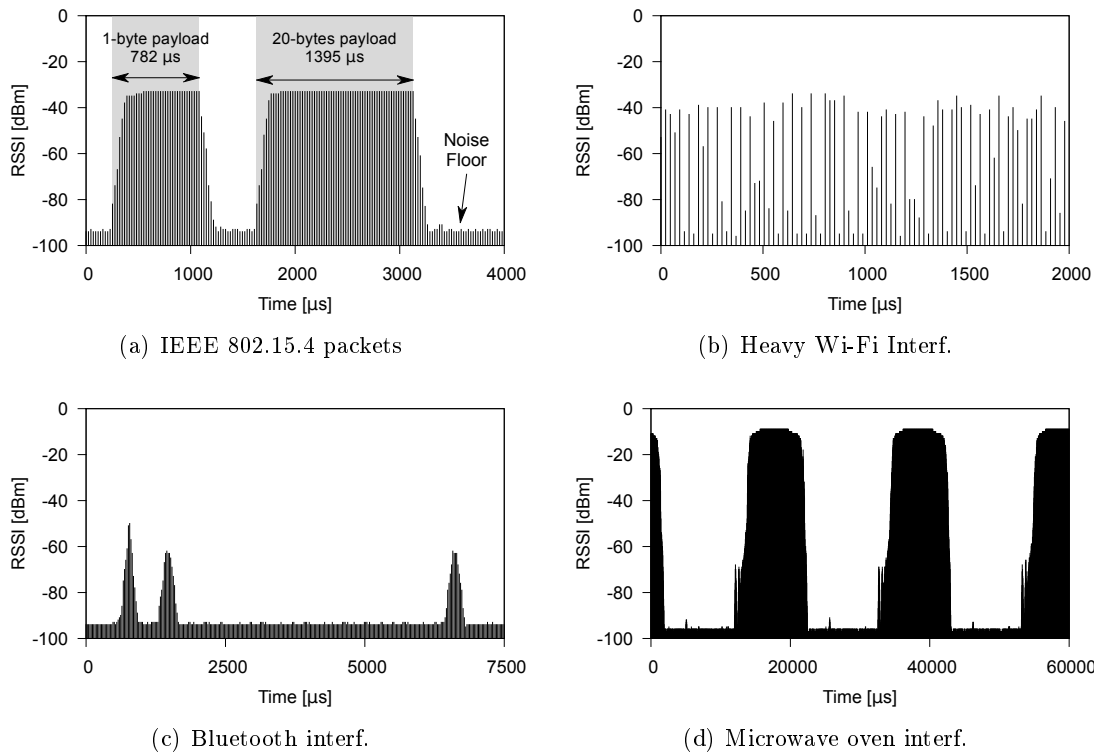 0
-20
-40
-60
-80
-100
RSSI [dBm]
1-byte payload
782 µs
20-bytes payload
1395 µs
Noise
Floor
0 1000 2000 3000 4000
Time [µs]
(a) IEEE 802.15.4 packets
0
-20
-40
-60
-80
-100
RSSI [dBm]
0 500 1000 1500 2000
Time [µs]
(b) Heavy Wi-Fi Interf.
0
-20
-40
-60
-80
-100
RSSI [dBm]
0 2500 5000 7500
Time [µs]
(c) Bluetooth interf.
0
-20
-40
-60
-80
-100
RSSI [dBm]
0 20000 40000 60000
Time [µs]
(d) Microwave oven interf.